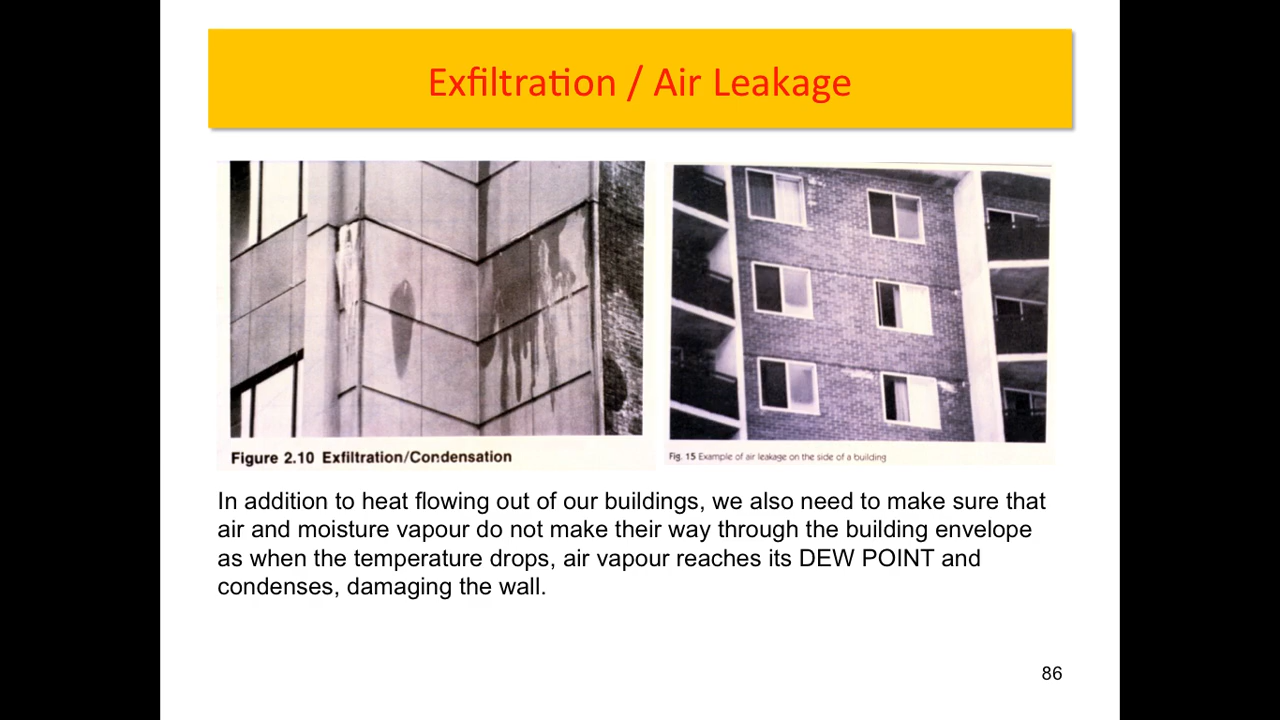 Exfiltration / Air Leakage
Figure 2.10 Exfiltration/Condensation
Fig. 15 Example of air leakage on the side of a building
In addition to heat flowing out of our buildings, we also need to make sure that
air and moisture vapour do not make their way through the building envelope
as when the temperature drops, air vapour reaches its DEW POINT and
condenses, damaging the wall.
86